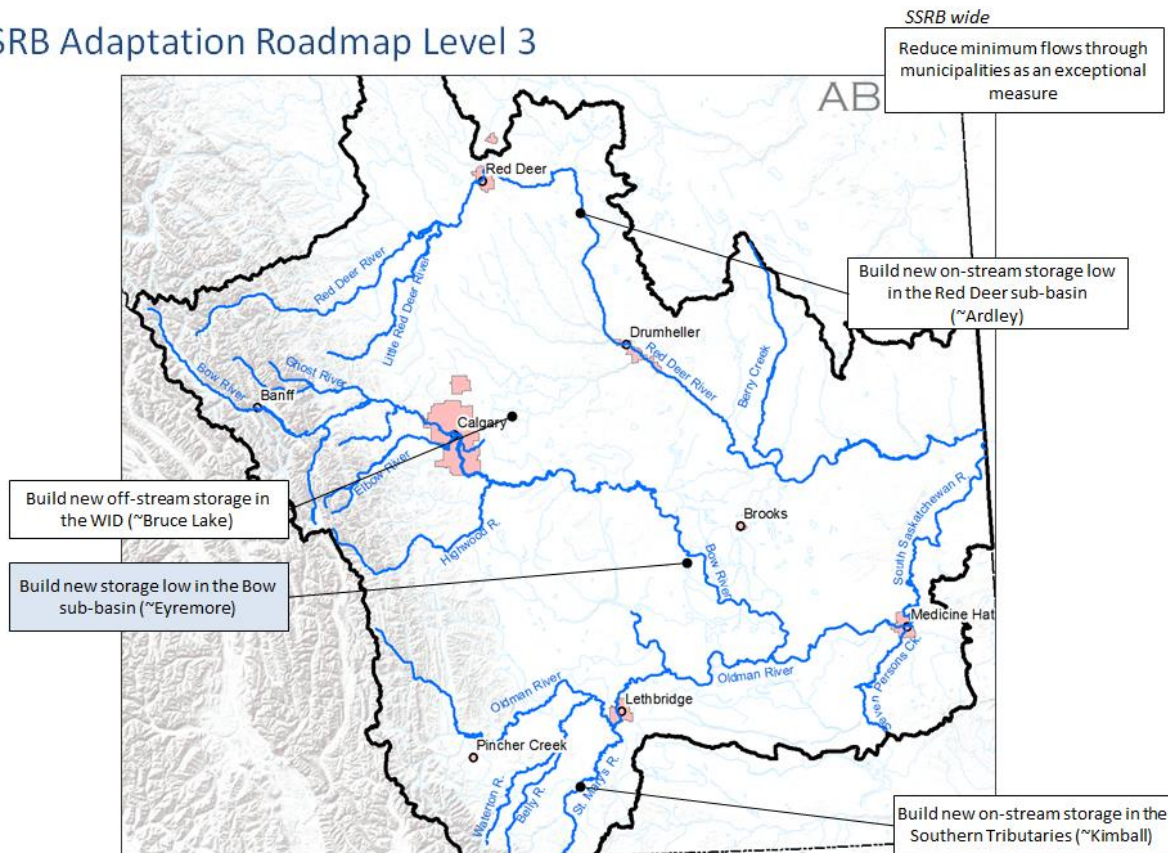 SRB Adaptation Roadmap Level 3
SSRB wide
Reduce minimum flows through
municipalities as an exceptional
measure
AB
Red Deer
Red Deer River
Little Red Deer River
Build new on-stream storage low
in the Red Deer sub-basin
(~Ardley)
Drumheller
Red Deer River
Berry Creek
Ghost River
Bow River
Banff
Calgary
Elbow River
Build new off-stream storage in
the WID (~Bruce Lake)
Highwood R.
Brooks
South Saskatchewan R.
Bow River
Build new storage low in the Bow
sub-basin (~Eyremore)
Medicine Hat
Seven Persons Ck.
Oldman River
Oldman River
Lethbridge
Pincher Creek
Waterton R.
Belly R.
St. Mary's R.
Build new on-stream storage in the
Southern Tributaries (~Kimball)